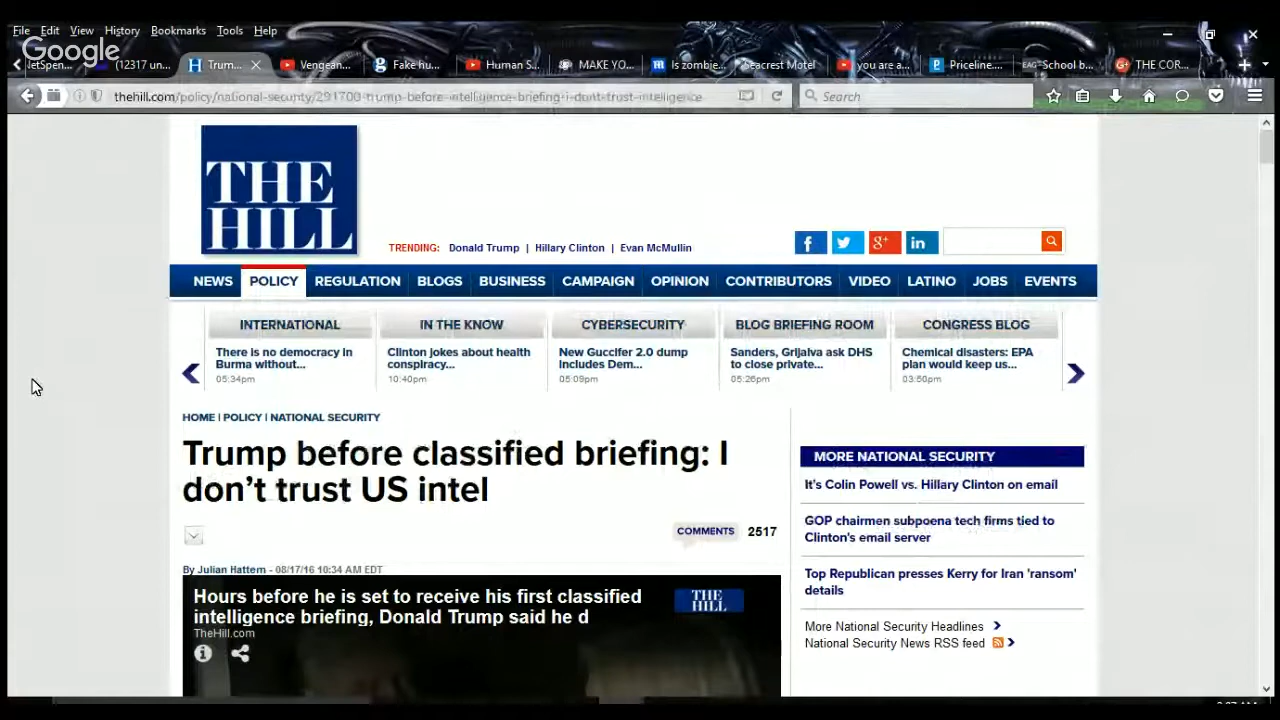 File Edit View History Bookmarks Tools Help
Google
(12317 un... Trum... Vengean... Fake hu... Human S... MAKE YO... Is zombie... Seacrest Motel you are a... Priceline.... School b... THE COR...
thehill.com/policy/national-security/291700-trump-before-intelligence-briefing-i-dont-trust-intelligence
Search
THE
HILL
TRENDING: Donald Trump | Hillary Clinton | Evan McMullin
NEWS POLICY REGULATION BLOGS BUSINESS CAMPAIGN OPINION CONTRIBUTORS VIDEO LATINO JOBS EVENTS
INTERNATIONAL IN THE KNOW CYBERSECURITY BLOG BRIEFING ROOM CONGRESS BLOG
There is no democracy in
Burma without...
05:34pm
Clinton jokes about health
conspiracy...
10:40pm
New Guccifer 2.0 dump
includes Dem...
05:09pm
Sanders, Grijalva ask DHS
to close private...
05:26pm
Chemical disasters: EPA
plan would keep us...
03:50pm
HOME | POLICY | NATIONAL SECURITY
Trump before classified briefing: I
don't trust US intel
COMMENTS 2517
By Julian Hattem - 08/17/16 10:34 AM EDT
Hours before he is set to receive his first classified
intelligence briefing, Donald Trump said he d
TheHill.com
THE
HILL
MORE NATIONAL SECURITY
It's Colin Powell vs. Hillary Clinton on email
GOP chairmen subpoena tech firms tied to
Clinton's email server
Top Republican presses Kerry for Iran 'ransom'
details
More National Security Headlines
National Security News RSS feed